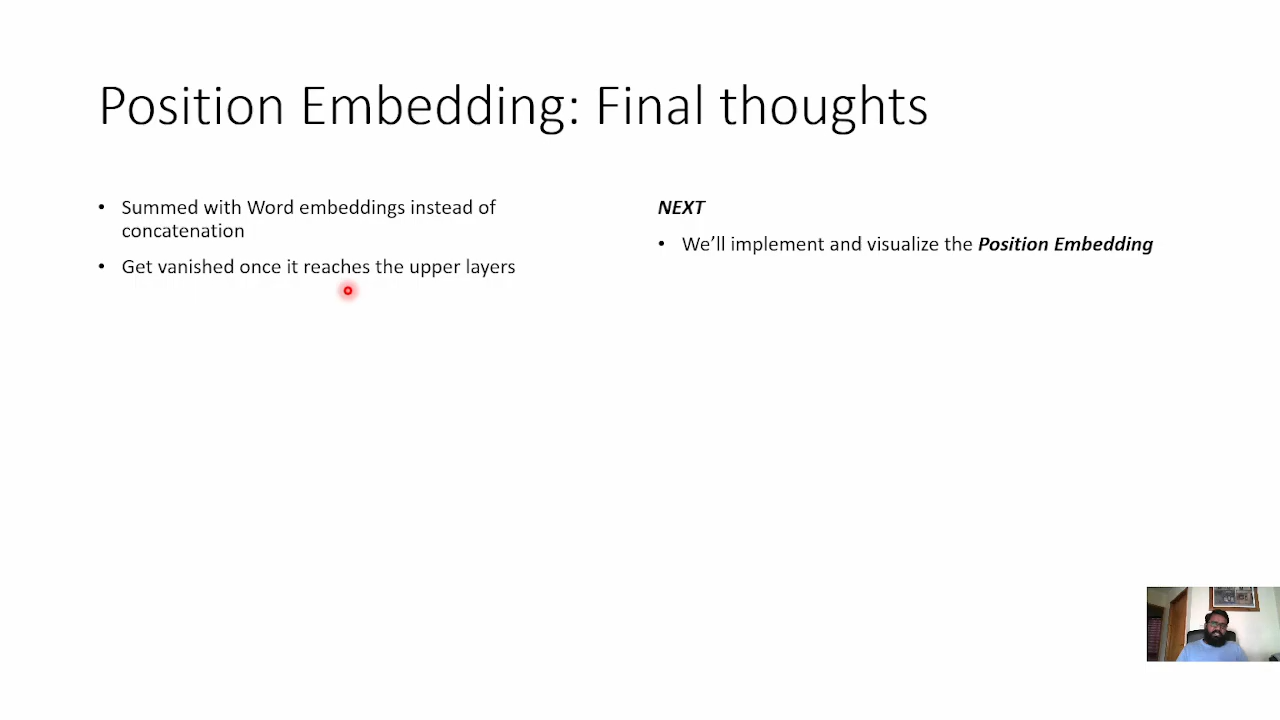 Position Embedding: Final thoughts
• Summed with Word embeddings instead of
concatenation
• Get vanished once it reaches the upper layers
NEXT
• We’ll implement and visualize the Position Embedding